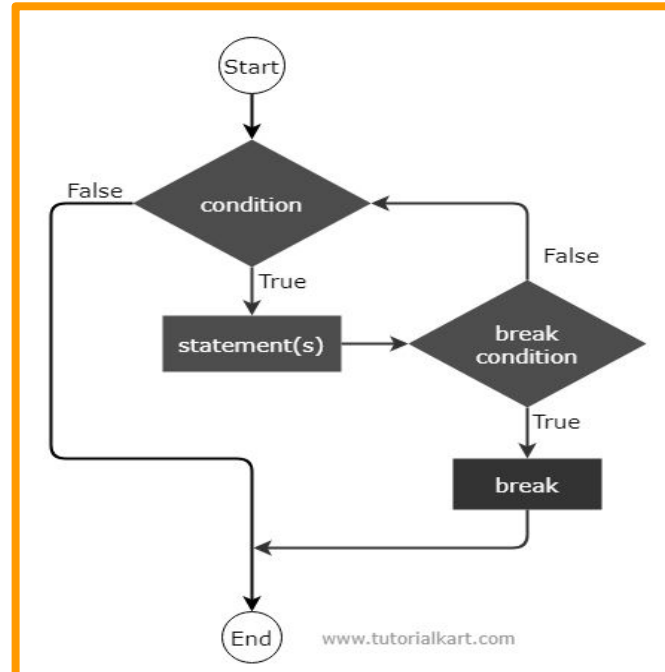 Start
False
condition
False
True
statement(s)
break
condition
True
break
End
www.tutorialkart.com